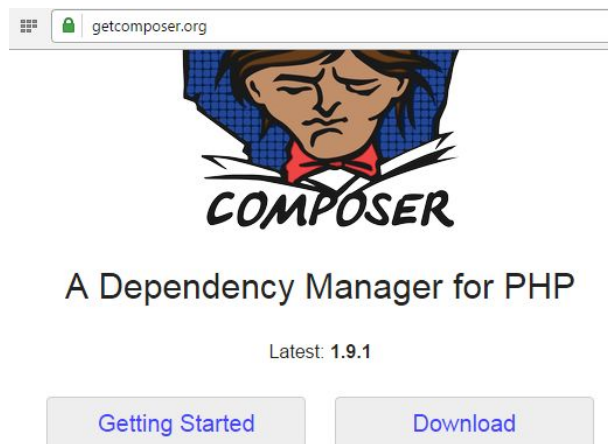 getcomposer.org
COMPOSER
A Dependency Manager for PHP
Latest: 1.9.1
Getting Started
Download